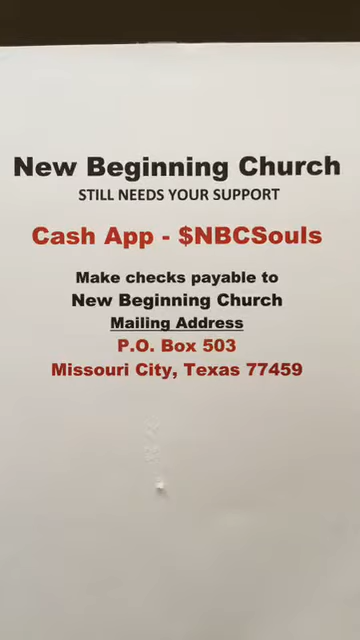 New Beginning Church
STILL NEEDS YOUR SUPPORT
Cash App - $NBCSouls
Make checks payable to
New Beginning Church
Mailing Address
P.O. Box 503
Missouri City, Texas 77459